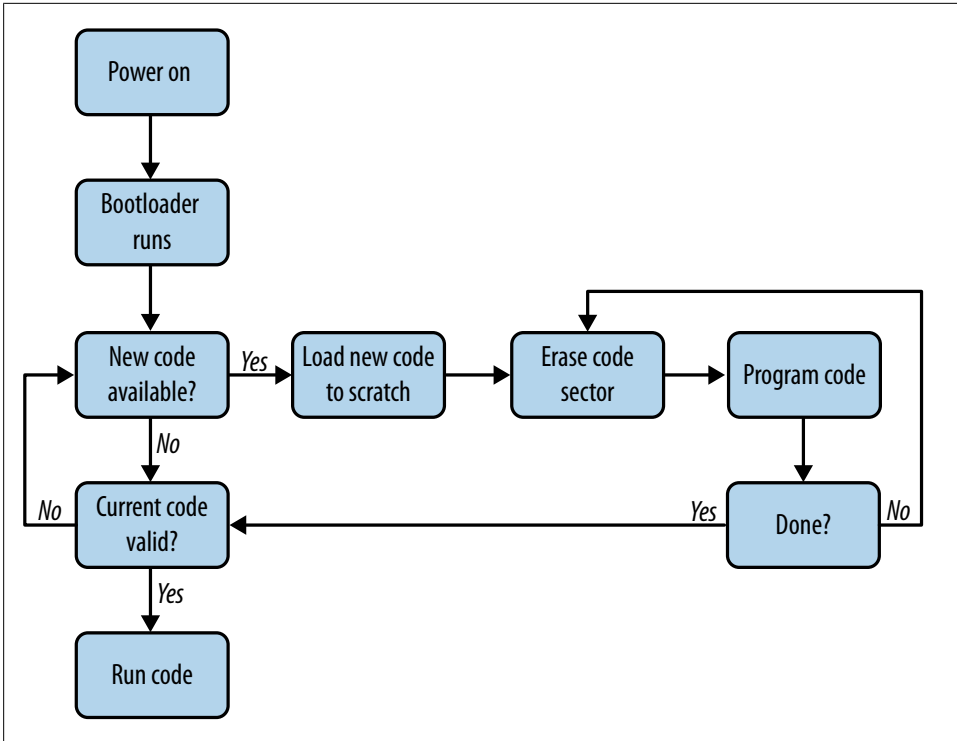 Power on
Bootloader
runs
New code
available?
Yes
Load new code
to scratch
Erase code
sector
Program code
No
Current code
valid?
No
Yes
Done?
No
Yes
Run code